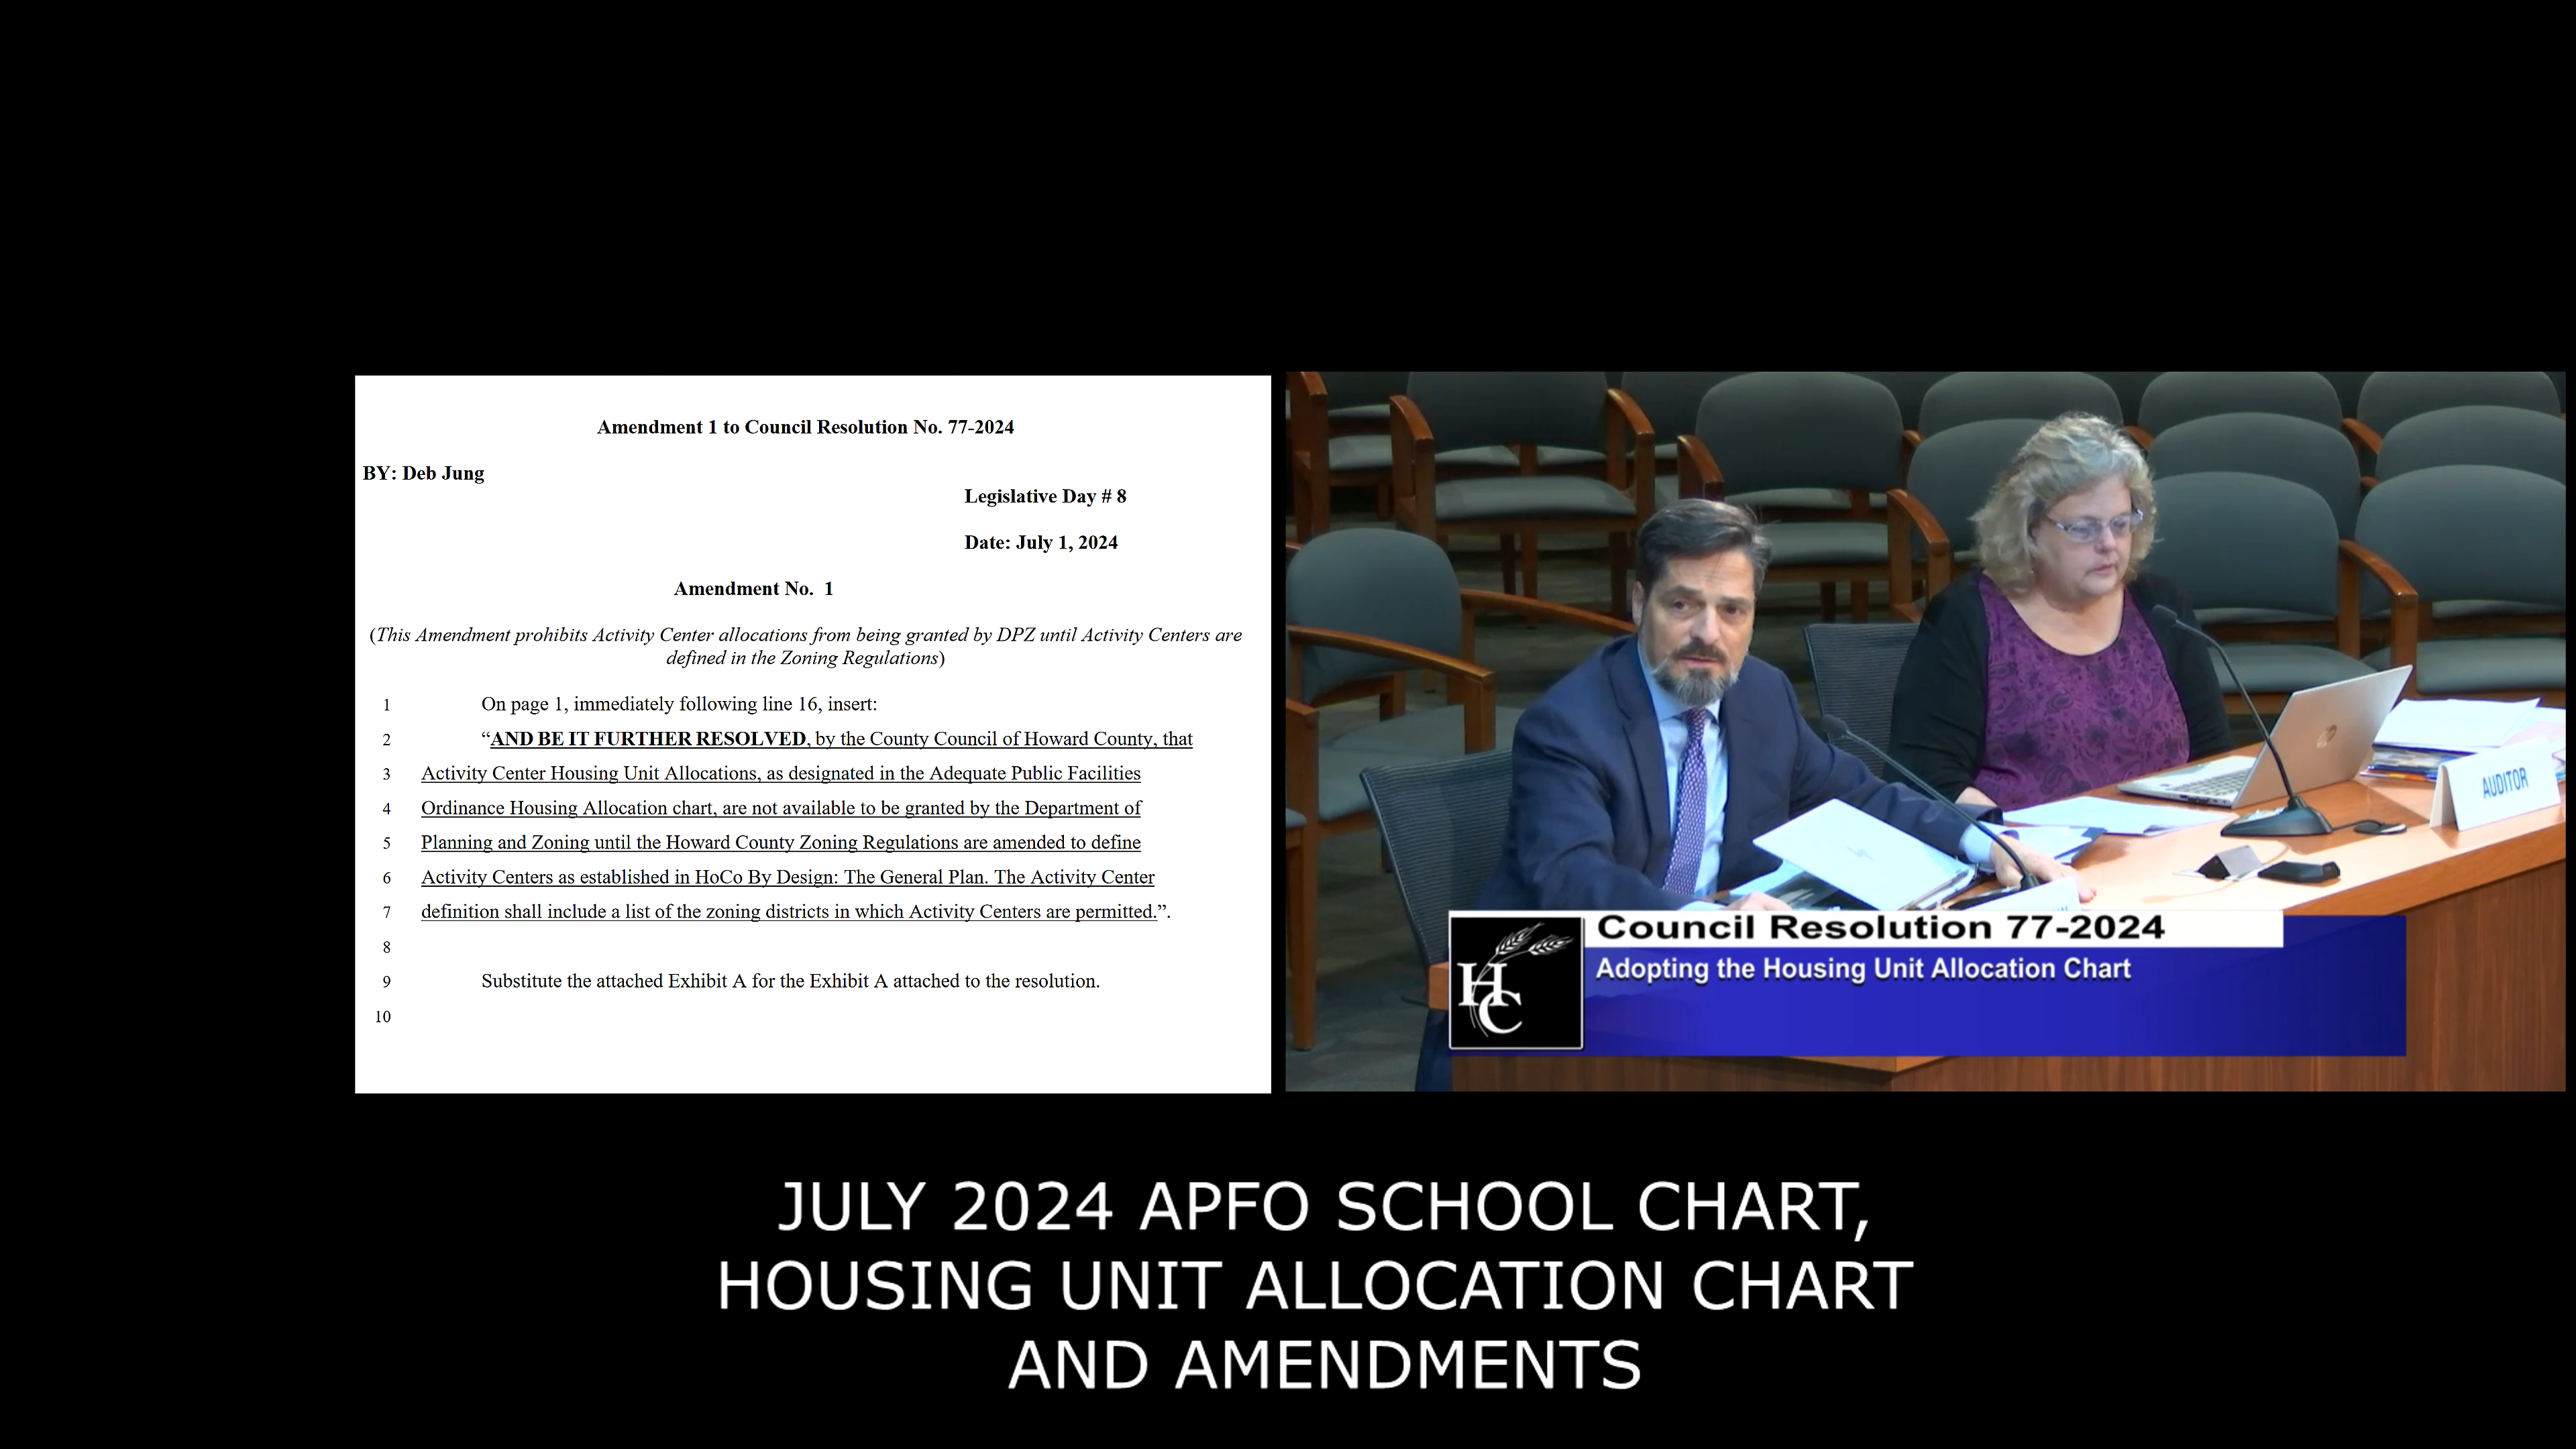 Amendment 1 to Council Resolution No. 77-2024
BY: Deb Jung
Legislative Day # 8
Date: July 1, 2024
Amendment No. 1
(This Amendment prohibits Activity Center allocations from being granted by DPZ until Activity Centers are
defined in the Zoning Regulations)
1 On page 1, immediately following line 16, insert:
2 “AND BE IT FURTHER RESOLVED, by the County Council of Howard County, that
3 Activity Center Housing Unit Allocations, as designated in the Adequate Public Facilities
4 Ordinance Housing Allocation chart, are not available to be granted by the Department of
5 Planning and Zoning until the Howard County Zoning Regulations are amended to define
6 Activity Centers as established in HoCo By Design: The General Plan. The Activity Center
7 definition shall include a list of the zoning districts in which Activity Centers are permitted.”.
8
9 Substitute the attached Exhibit A for the Exhibit A attached to the resolution.
10
AUDITOR
HC
Council Resolution 77-2024
Adopting the Housing Unit Allocation Chart
JULY 2024 APFO SCHOOL CHART,
HOUSING UNIT ALLOCATION CHART
AND AMENDMENTS